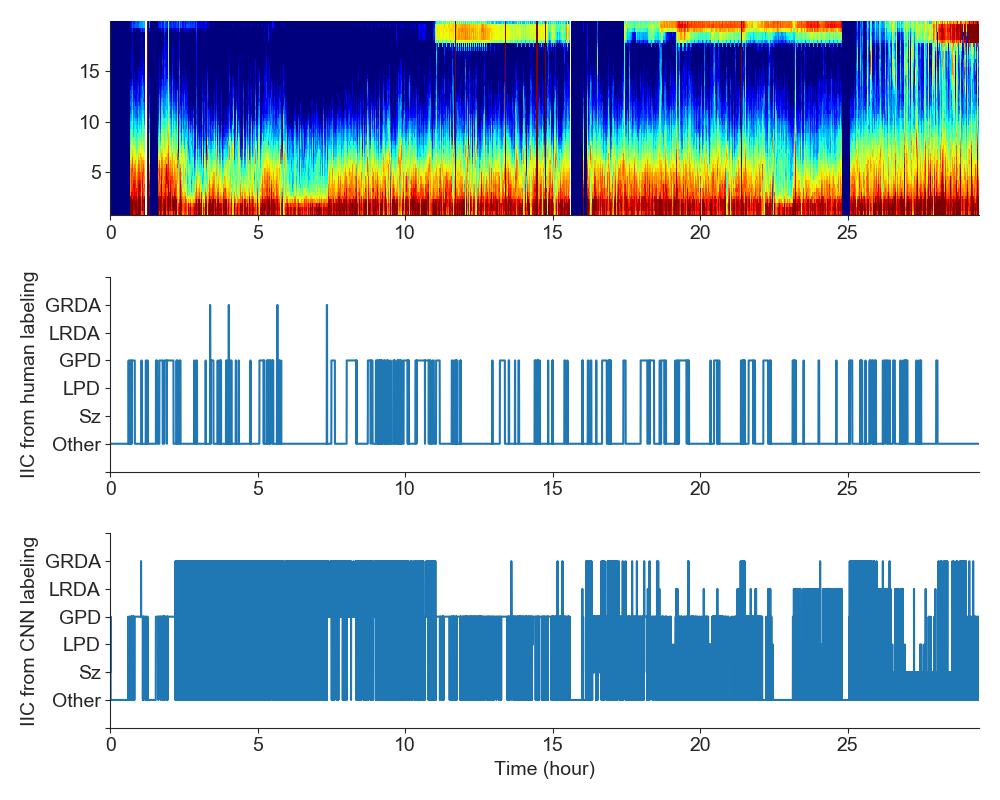 15
10
5
0 5 10 15 20 25
IIC from human labeling
GRDA
LRDA
GPD
LPD
Sz
Other
0 5 10 15 20 25
IIC from CNN labeling
GRDA
LRDA
GPD
LPD
Sz
Other
0 5 10 15 20 25
Time (hour)